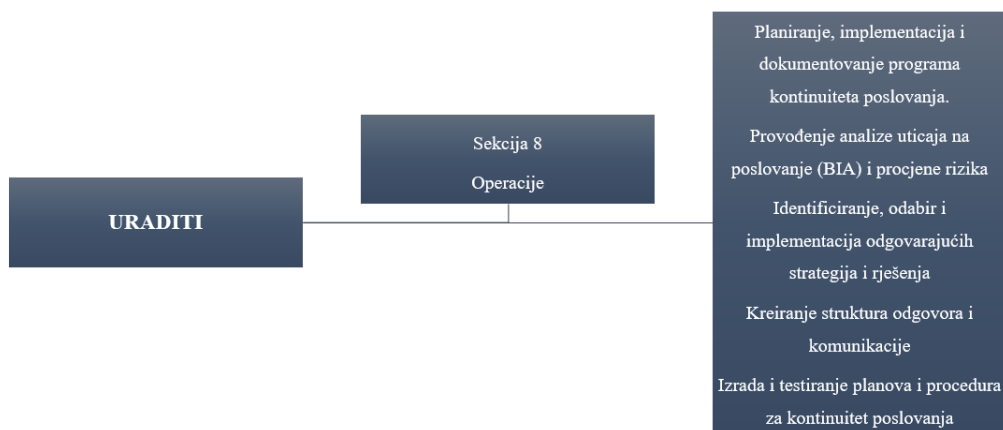 URADITI
Sekcija 8
Operacije
Planiranje, implementacija i
dokumentovanje programa
kontinuiteta poslovanja.
Provođenje analize uticaja na
poslovanje (BIA) i procjene rizika
Identificiranje, odabir i
implementacija odgovarajućih
strategija i rješenja
Kreiranje struktura odgovora i
komunikacije
Izrada i testiranje planova i procedura
za kontinuitet poslovanja